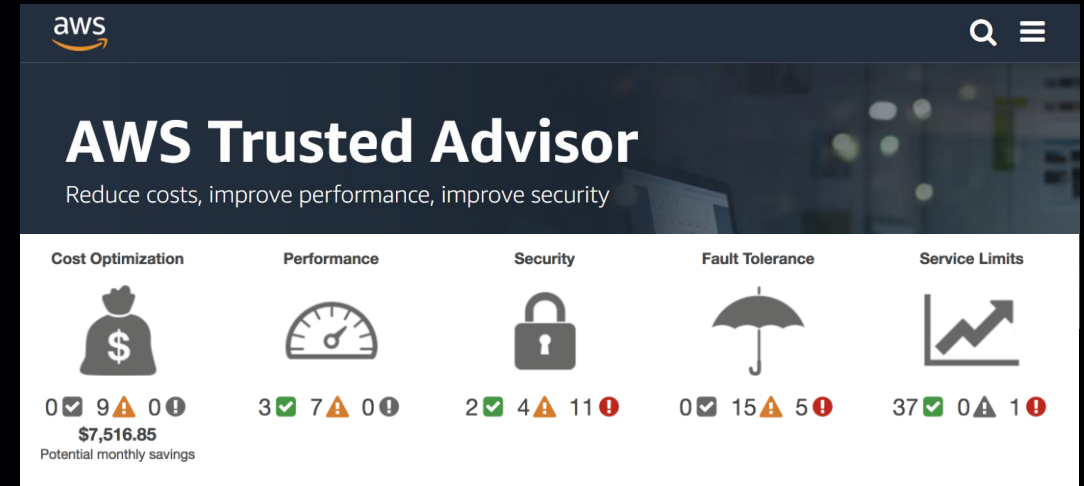 aws
AWS Trusted Advisor
Reduce costs, improve performance, improve security
Cost Optimization
Performance
Security
Fault Tolerance
Service Limits
$
0 9 0
3 7 0
2 4 11
0 15 5
37 0 1
$7,516.85
Potential monthly savings